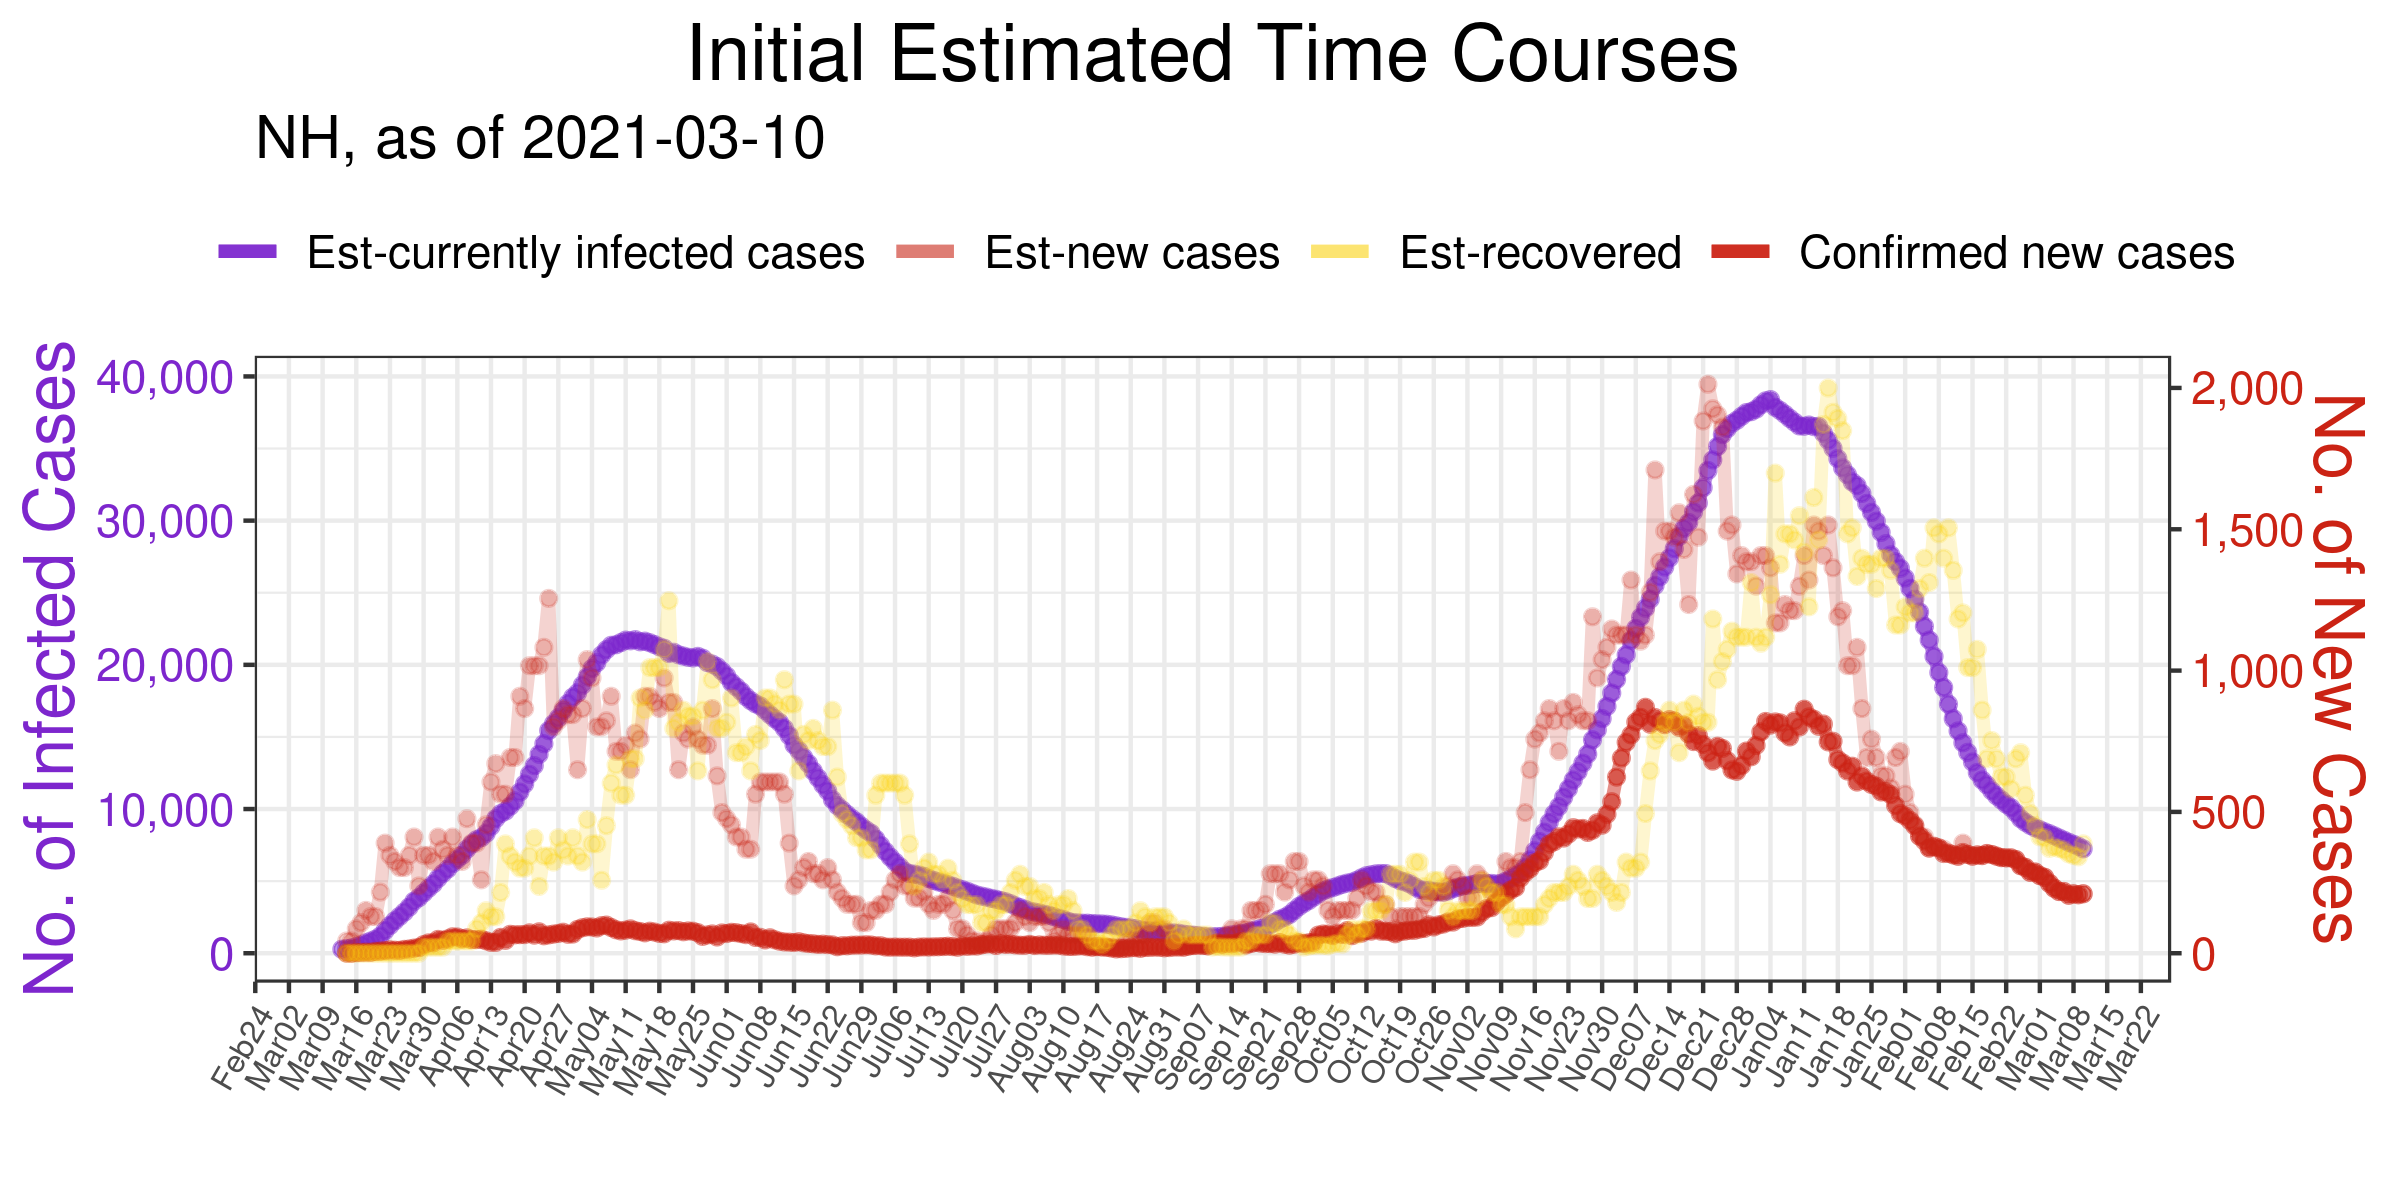 Initial Estimated Time Courses
NH, as of 2021-03-10
Est-currently infected cases Est-new cases Est-recovered Confirmed new cases
No. of Infected Cases
40,000
30,000
20,000
10,000
0
2,000
1,500
1,000
500
0
No. of New Cases
Feb24 Mar02 Mar09 Mar16 Mar23 Mar30 Apr06 Apr13 Apr20 Apr27 May04 May11 May18 May25 Jun01 Jun08 Jun15 Jun22 Jun29 Jul06 Jul13 Jul20 Jul27 Aug03 Aug10 Aug17 Aug24 Aug31 Sep07 Sep14 Sep21 Sep28 Oct05 Oct12 Oct19 Oct26 Nov02 Nov09 Nov16 Nov23 Nov30 Dec07 Dec14 Dec21 Dec28 Jan04 Jan11 Jan18 Jan25 Feb01 Feb08 Feb15 Feb22 Mar01 Mar08 Mar15 Mar22